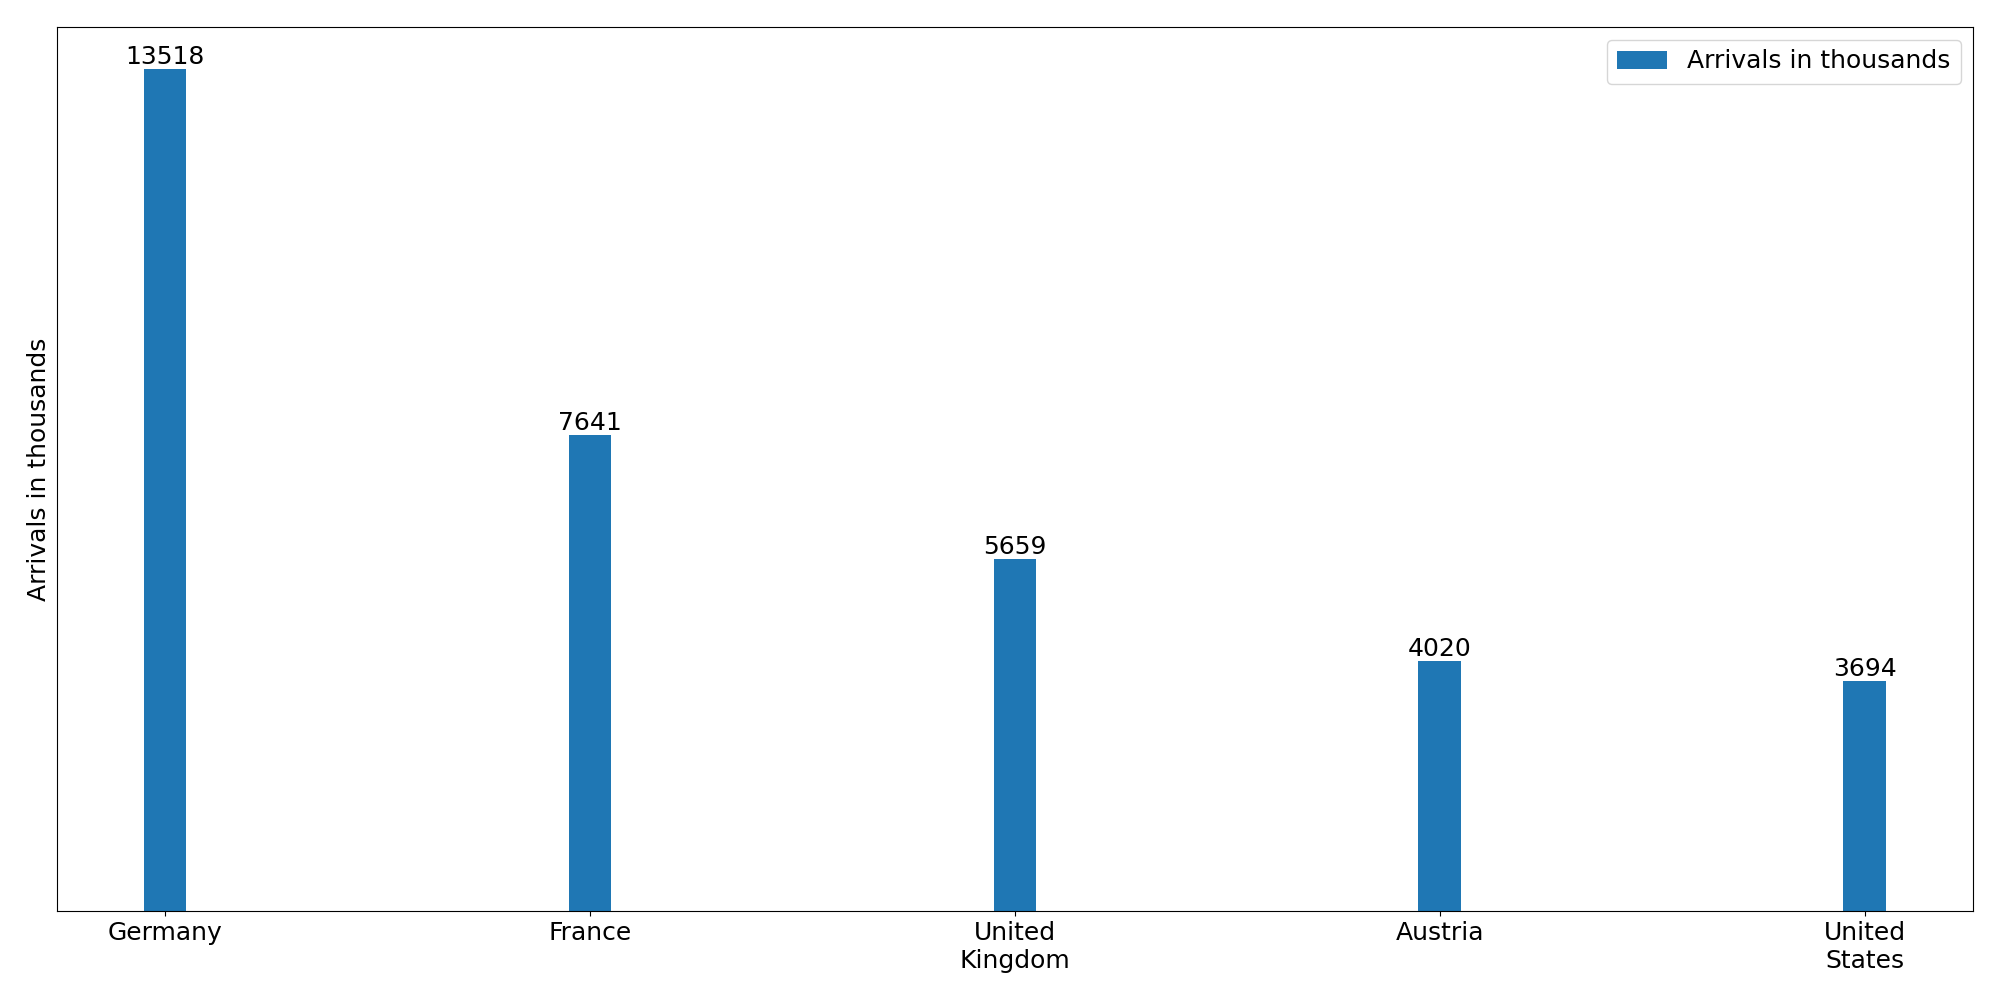 13518
Arrivals in thousands
7641
5659
4020
3694
Arrivals in thousands
Germany
France
United
Kingdom
Austria
United
States